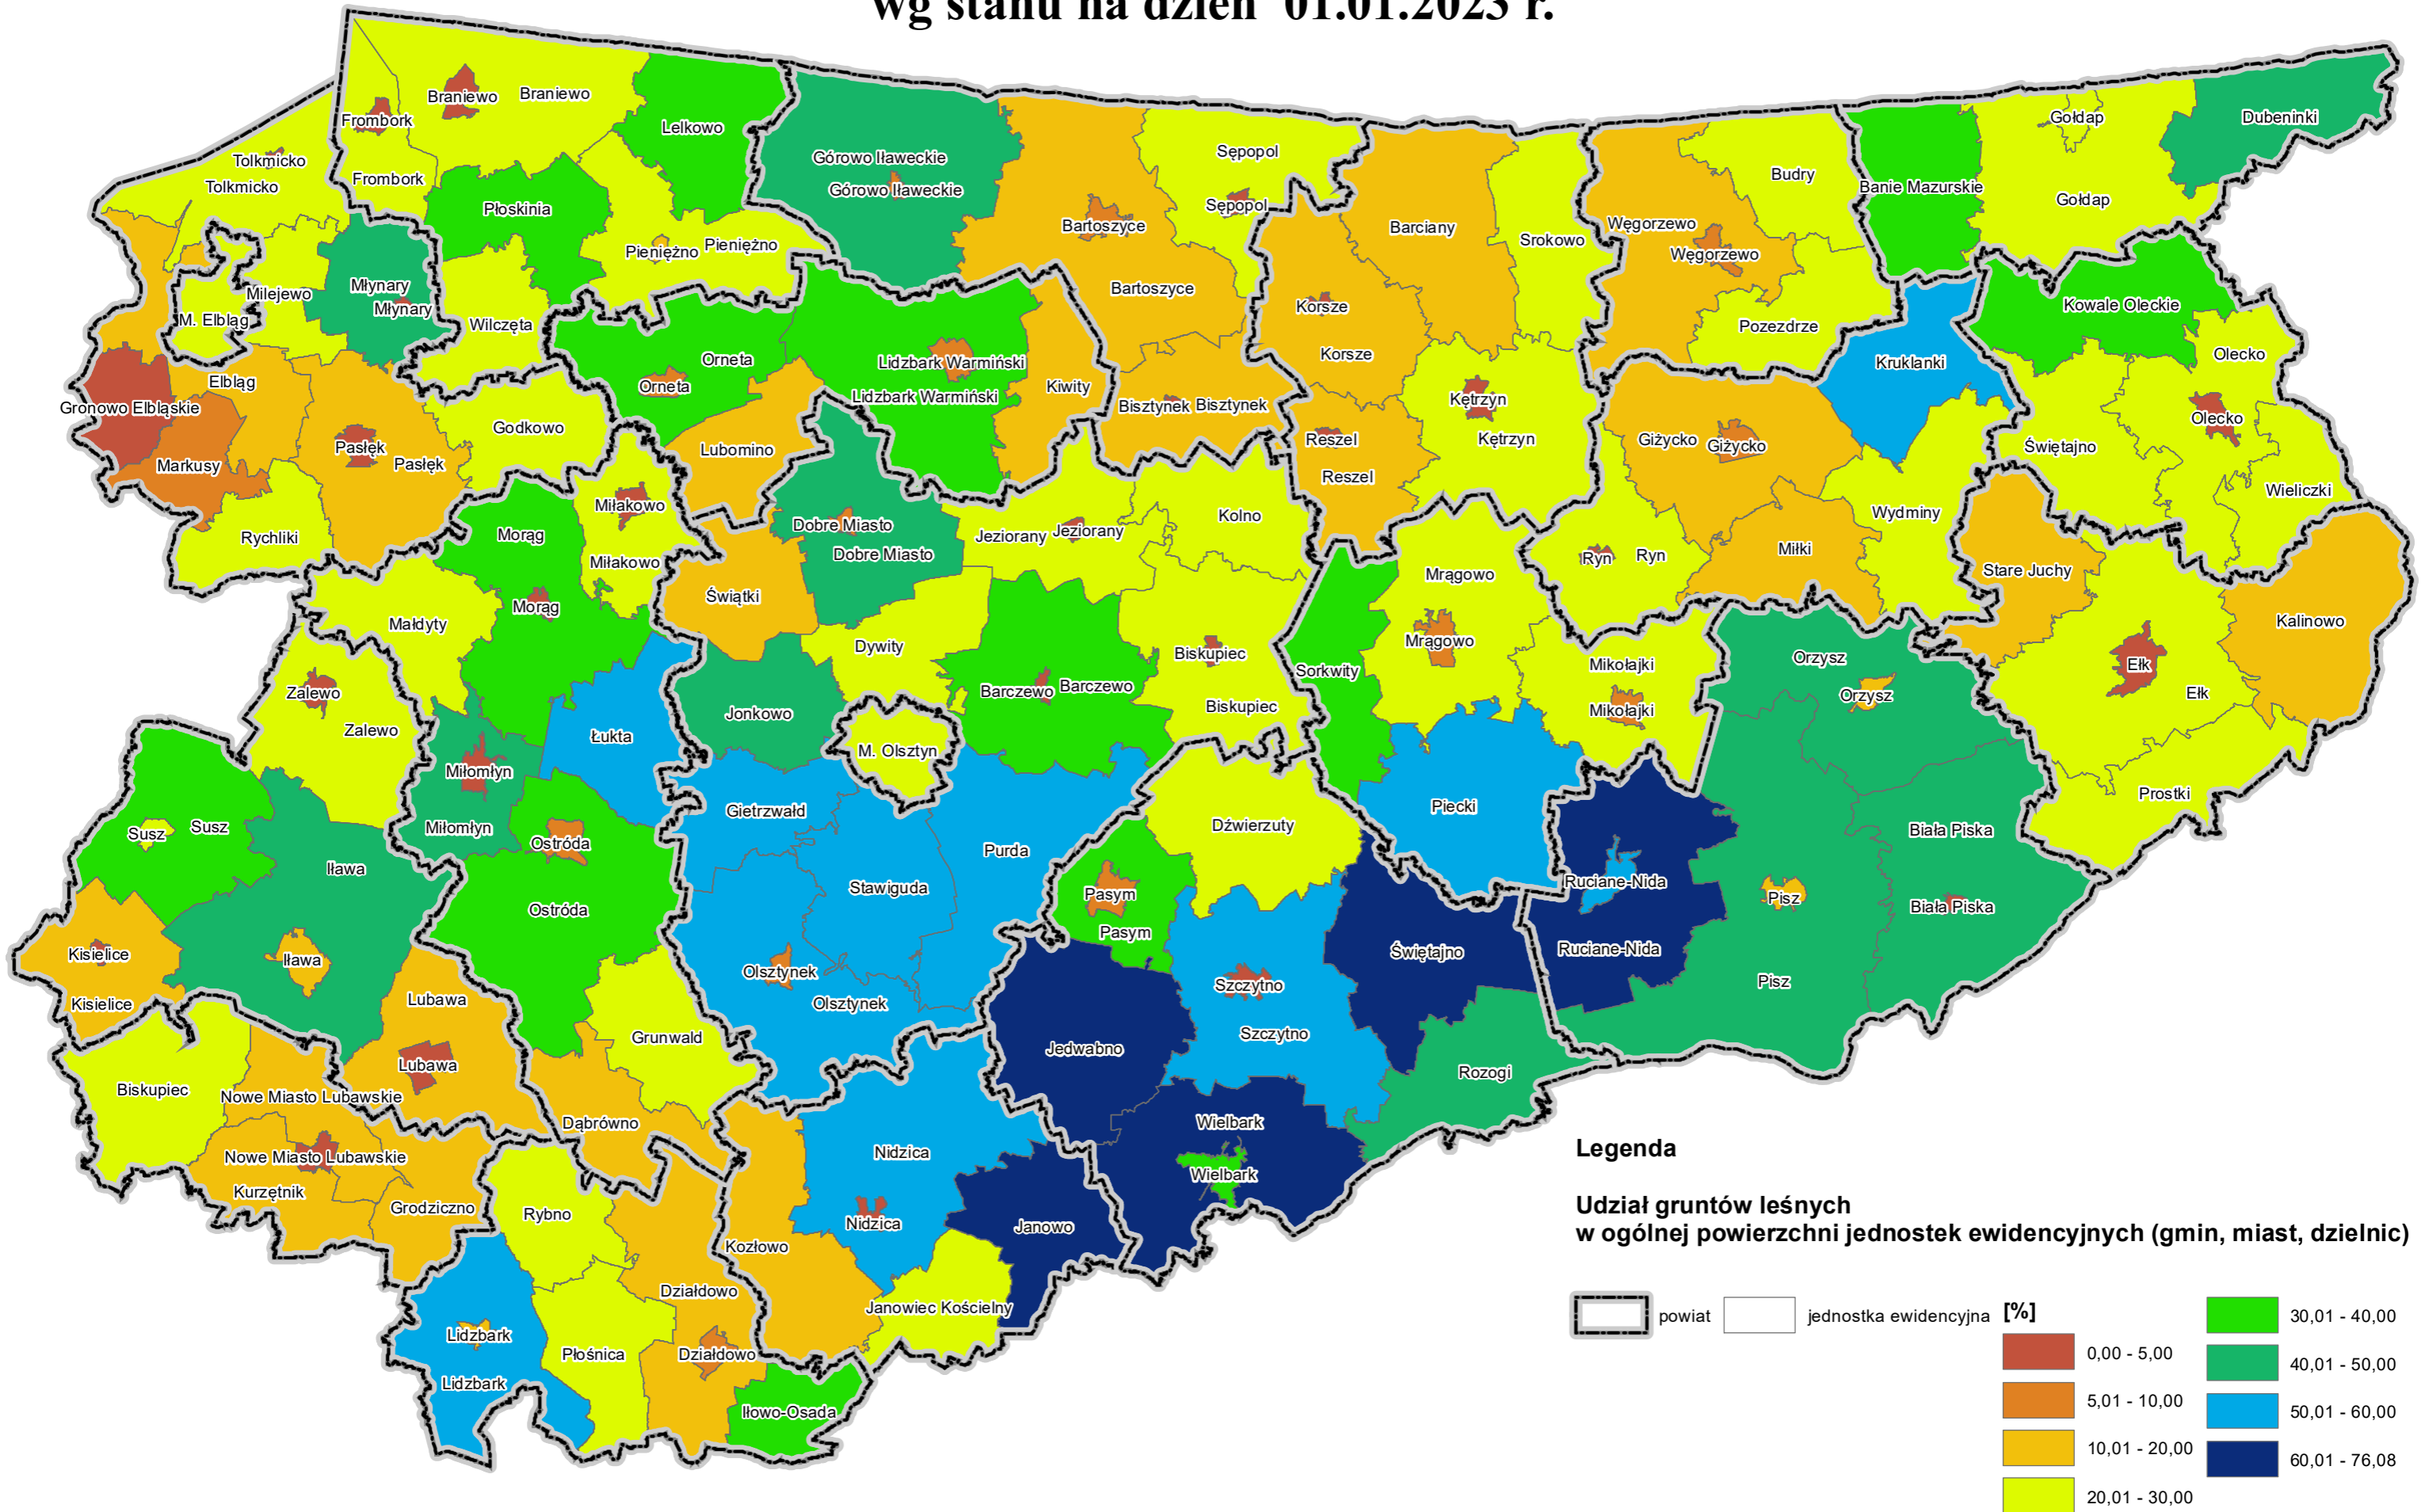 wg stanu na dzień 01.01.2023 r.
Braniewo
Braniewo
Frombork
Lelkowo
Tolkmicko
Tolkmicko
Frombork
Płoskinia
Pieniężno
Pieniężno
Górowo Iławeckie
Górowo Iławeckie
Sępopol
Sępopol
Bartoszyce
Bartoszyce
Barciany
Srokowo
Węgorzewo
Węgorzewo
Budry
Banie Mazurskie
Gołdap
Gołdap
Dubeninki
Milejewo
M. Elbląg
Młynary
Młynary
Wilczęta
Korsze
Korsze
Pozezdrze
Kruklanki
Kowale Oleckie
Olecko
Olecko
Elbląg
Gronowo Elbląskie
Markusy
Pasłęk
Pasłęk
Godkowo
Orneta
Orneta
Lidzbark Warmiński
Lidzbark Warmiński
Kiwity
Bisztynek
Bisztynek
Lubomino
Reszel
Reszel
Kętrzyn
Kętrzyn
Giżycko
Giżycko
Świętajno
Wieliczki
Wydminy
Rychliki
Morąg
Morąg
Miłakowo
Miłakowo
Dobre Miasto
Dobre Miasto
Jeziorany
Jeziorany
Kolno
Ryn
Ryn
Miłki
Stare Juchy
Kalinowo
Małdyty
Świątki
Dywity
Mrągowo
Mrągowo
Mikołajki
Mikołajki
Orzysz
Orzysz
Ełk
Ełk
Zalewo
Zalewo
Łukta
Jonkowo
M. Olsztyn
Barczewo
Barczewo
Biskupiec
Biskupiec
Sorkwity
Miłomłyn
Miłomłyn
Susz
Susz
Iława
Iława
Ostróda
Ostróda
Gietrzwałd
Stawiguda
Purda
Dźwierzuty
Piecki
Prostki
Biała Piska
Biała Piska
Pisz
Pisz
Ruciane-Nida
Ruciane-Nida
Pasym
Pasym
Kisielice
Kisielice
Lubawa
Lubawa
Olsztynek
Olsztynek
Świętajno
Szczytno
Szczytno
Grunwald
Jedwabno
Rozogi
Biskupiec
Nowe Miasto Lubawskie
Nowe Miasto Lubawskie
Kurzętnik
Grodziczno
Dąbrówno
Nidzica
Nidzica
Wielbark
Wielbark
Janowo
Rybno
Kozłowo
Działdowo
Działdowo
Janowiec Kościelny
Lidzbark
Lidzbark
Płośnica
Iłowo-Osada
Legenda
Udział gruntów leśnych
w ogólnej powierzchni jednostek ewidencyjnych (gmin, miast, dzielnic)
powiat
jednostka ewidencyjna
[%]
0,00 - 5,00
5,01 - 10,00
10,01 - 20,00
20,01 - 30,00
30,01 - 40,00
40,01 - 50,00
50,01 - 60,00
60,01 - 76,08